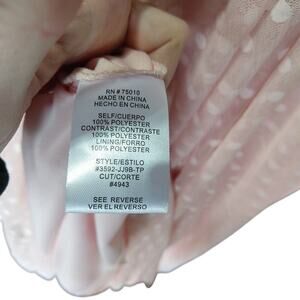 RN # 75010
MADE IN CHINA
HECHO EN CHINA
SELF/CUERPO
100% POLYESTER
CONTRAST/CONTRASTE
100% POLYESTER
LINING/FORRO
100% POLYESTER
STYLE/ESTILO
#3592-JJ9B-TP
CUT/CORTE
#4943
SEE REVERSE
VER EL REVERSO